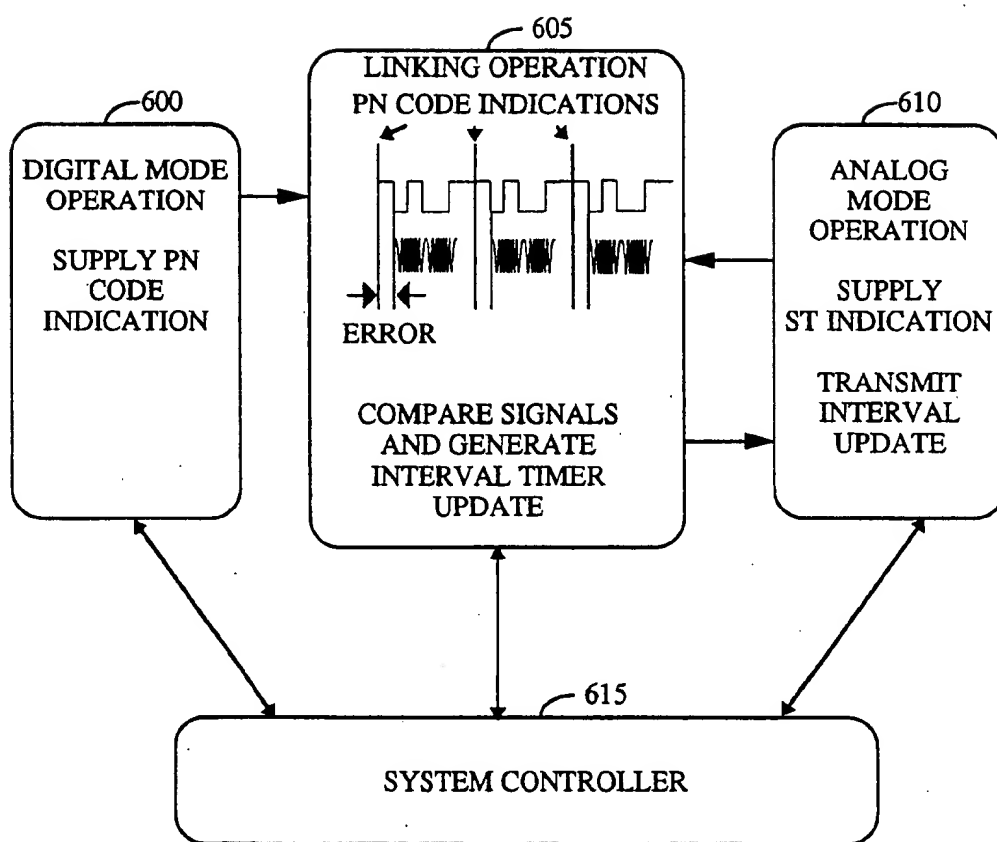 605
LINKING OPERATION
PN CODE INDICATIONS
ERROR
COMPARE SIGNALS
AND GENERATE
INTERVAL TIMER
UPDATE
600
DIGITAL MODE
OPERATION
SUPPLY PN
CODE
INDICATION
610
ANALOG
MODE
OPERATION
SUPPLY
ST INDICATION
TRANSMIT
INTERVAL
UPDATE
615
SYSTEM CONTROLLER